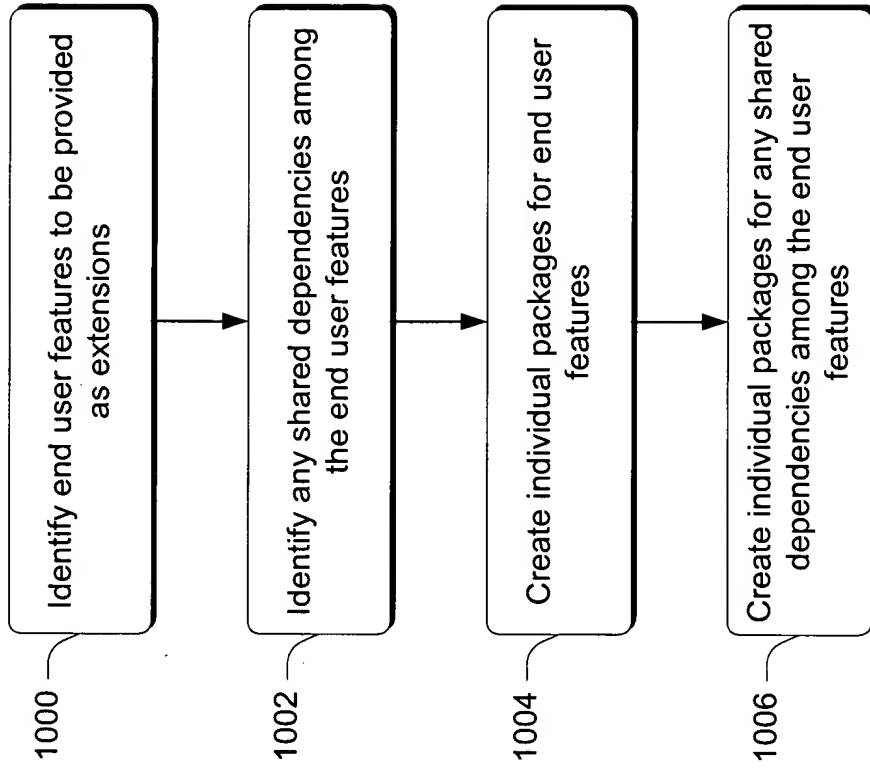 1000
Identify end user features to be provided
as extensions
1002
Identify any shared dependencies among
the end user features
1004
Create individual packages for end user
features
1006
Create individual packages for any shared
dependencies among the end user
features